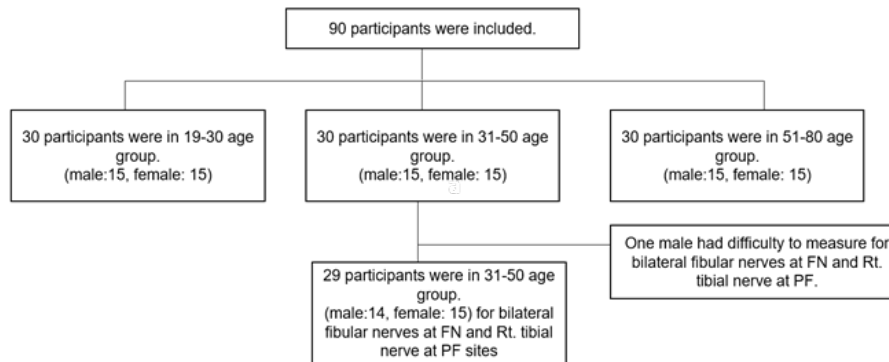 90 participants were included.
30 participants were in 19-30 age
group.
(male:15, female: 15)
30 participants were in 31-50 age
group.
(male:15, female: 15)
30 participants were in 51-80 age
group.
(male:15, female: 15)
One male had difficulty to measure for
bilateral fibular nerves at FN and Rt.
tibial nerve at PF.
29 participants were in 31-50 age
group.
(male:14, female: 15) for bilateral
fibular nerves at FN and Rt. tibial
nerve at PF sites